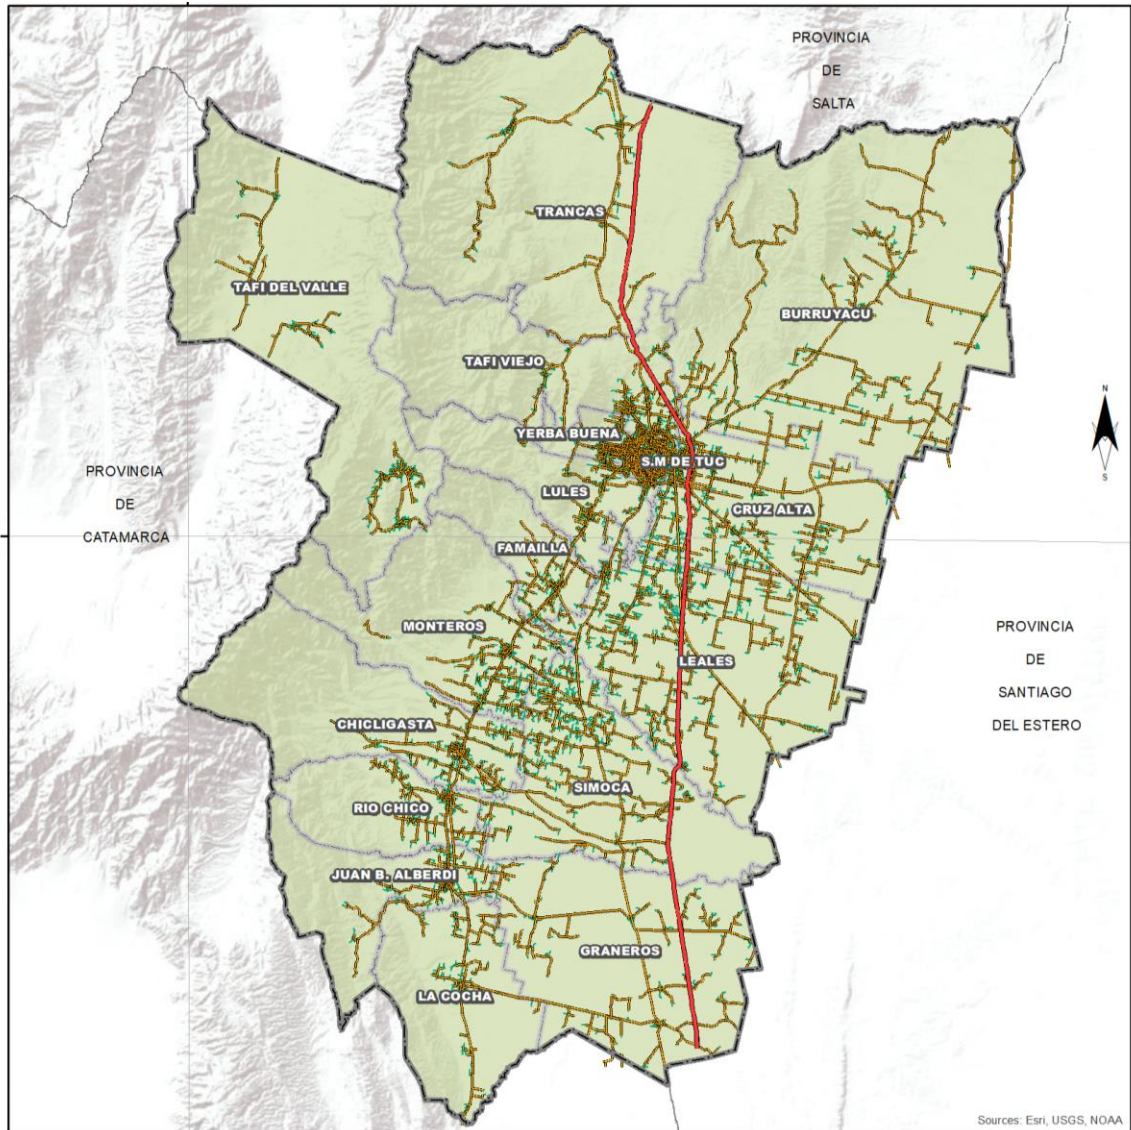 PROVINCIA
DE
SALTA
TRANCAS
TAFI DEL VALLE
BURRUYACU
TAFI VIEJO
N
YERBA BUENA
S.M DE TUC
PROVINCIA
DE
CATAMARCA
S
LULES
CRUZ ALTA
FAMAILLA
MONTEROS
PROVINCIA
DE
SANTIAGO
DEL ESTERO
LEALES
CHICLIGASTA
SIMOCA
RIO CHICO
JUAN B. ALBERDI
GRANEROS
LA COCHA
Sources: Esri, USGS, NOAA